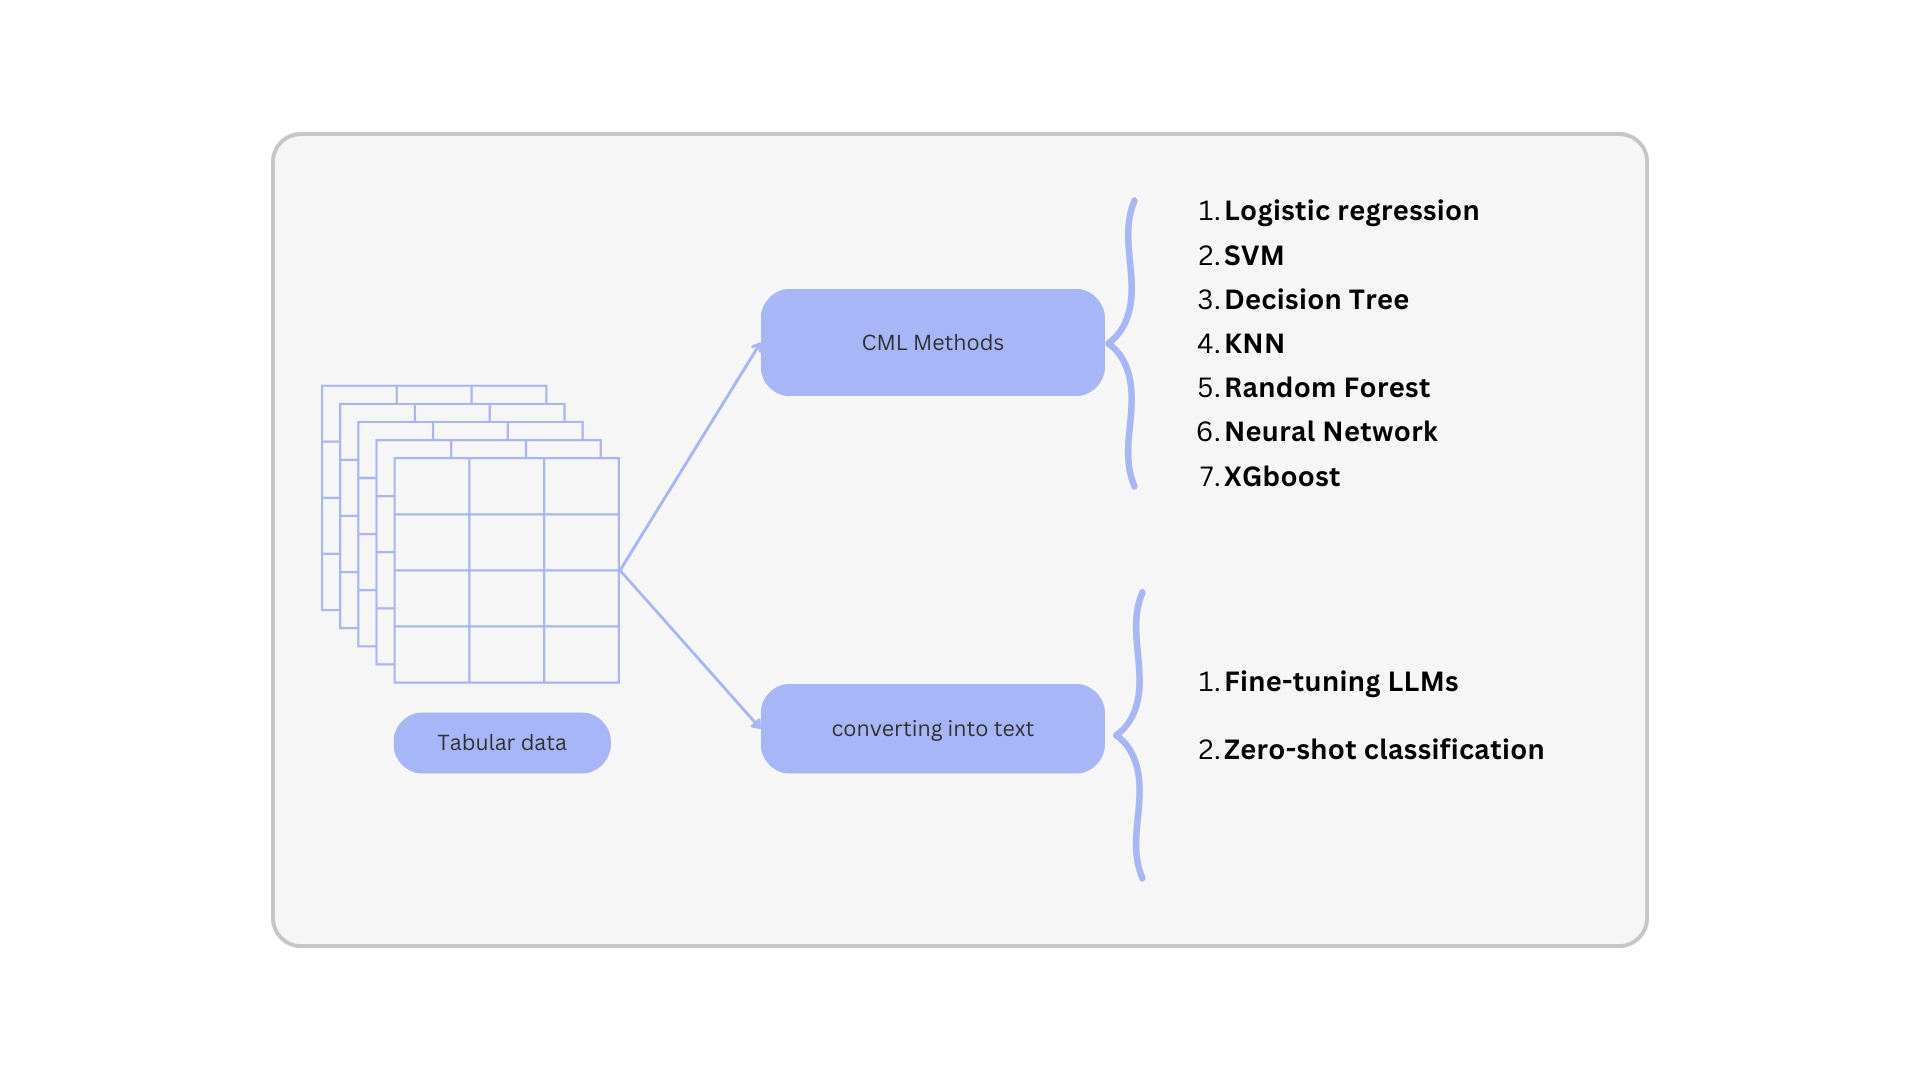 Tabular data
CML Methods
1. Logistic regression
2. SVM
3. Decision Tree
4. KNN
5. Random Forest
6. Neural Network
7. XGboost
converting into text
1. Fine-tuning LLMs
2. Zero-shot classification